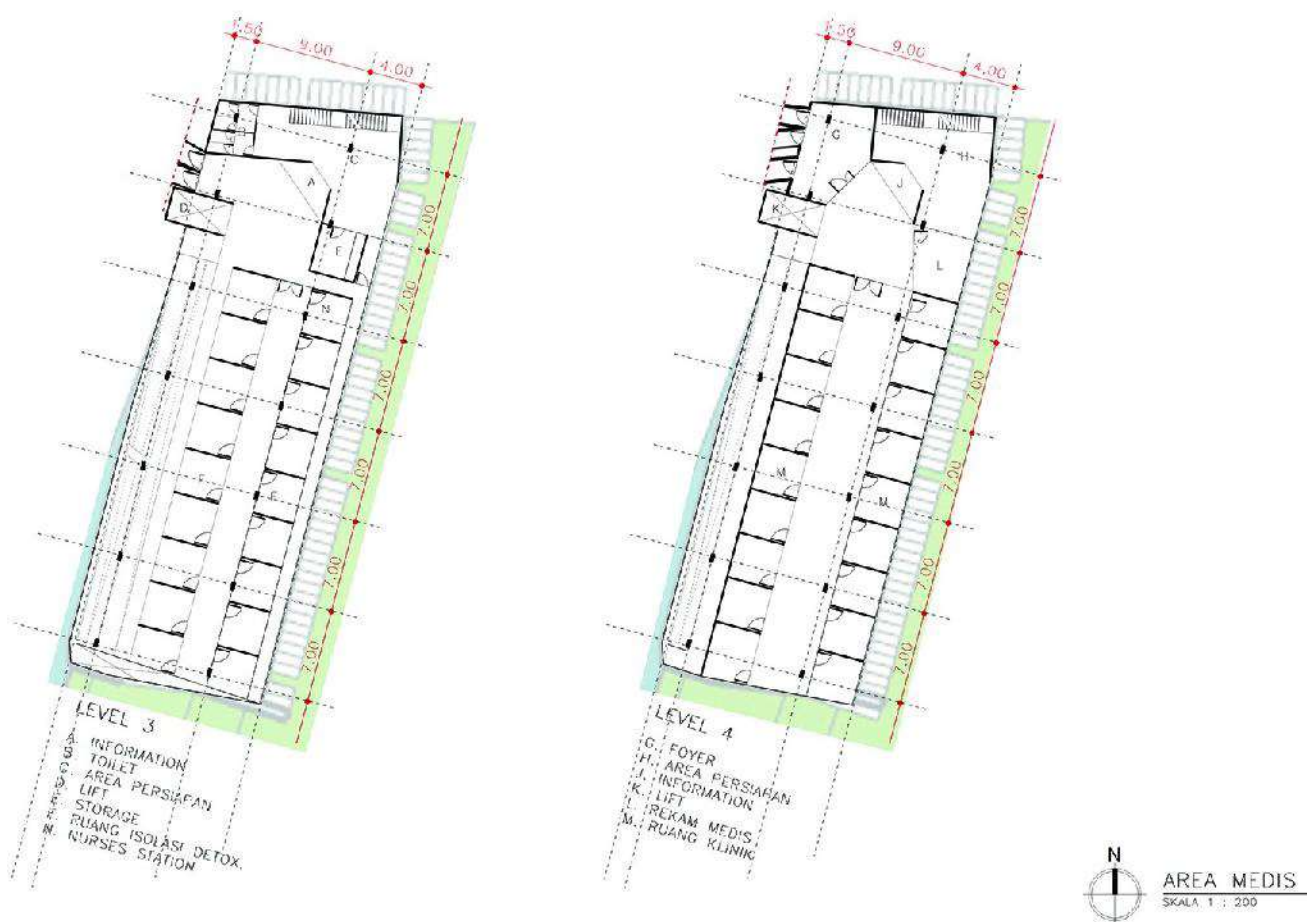 1.50 9.00 4.00
1.50 9.00 4.00
B
C
A
D
E
N
F F
7.00
7.00
7.00
7.00
7.00
7.00
G
H
J
K
L
M M
7.00
7.00
7.00
7.00
7.00
7.00
LEVEL 3
A. INFORMATION
B. TOILET
C. AREA PERSIAPAN
D. LIFT
E. STORAGE
F. RUANG ISOLASI DETOX.
N. NURSES STATION
LEVEL 4
G. FOYER
H. AREA PERSIAPAN
J. INFORMATION
K. LIFT
L. REKAM MEDIS
M. RUANG KLINIK
N
AREA MEDIS
SKALA 1 : 200